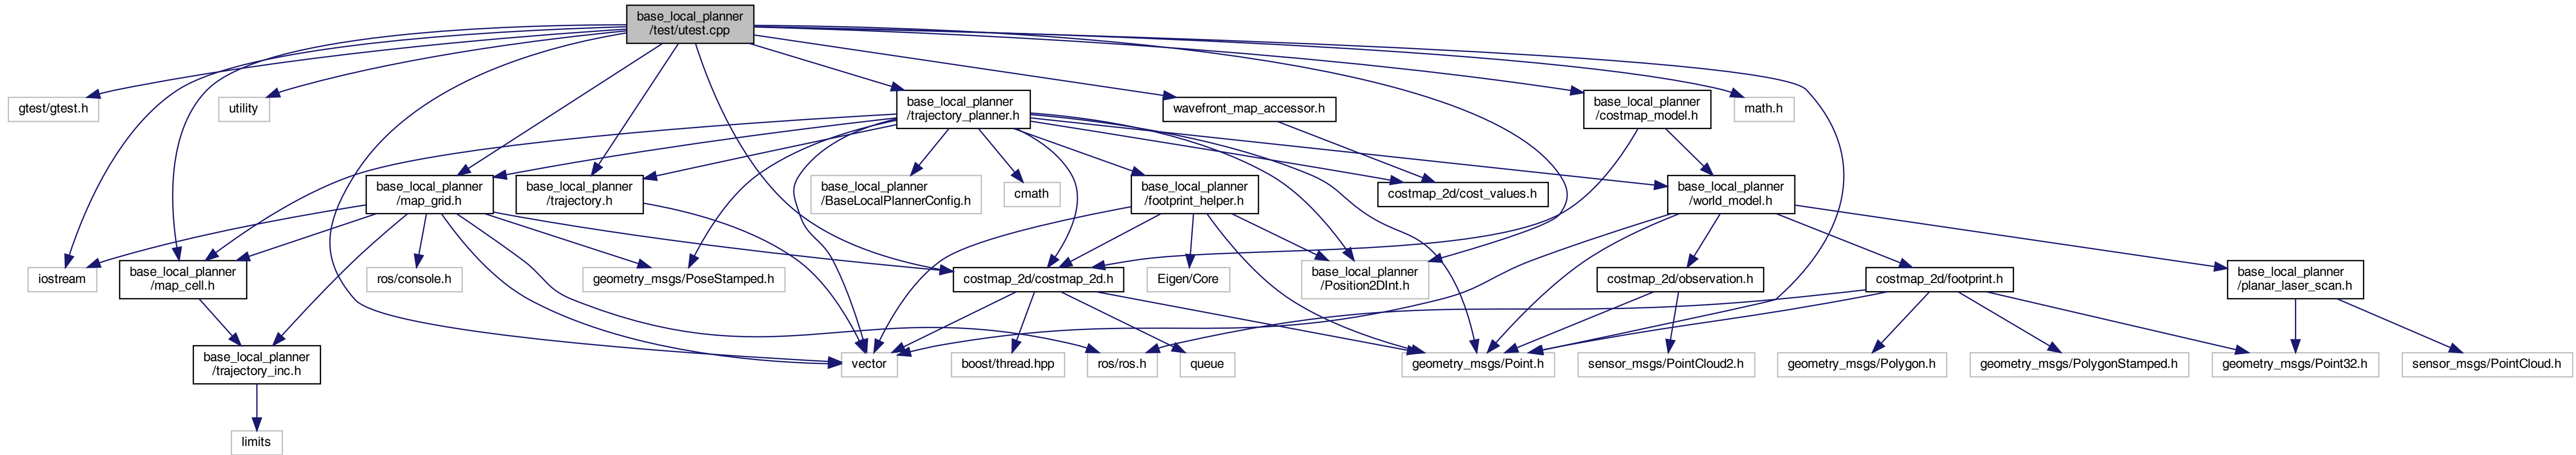 base_local_planner
/test/utest.cpp
gtest/gtest.h
utility
base_local_planner
/trajectory_planner.h
wavefront_map_accessor.h
base_local_planner
/costmap_model.h
math.h
base_local_planner
/map_grid.h
base_local_planner
/trajectory.h
base_local_planner
/BaseLocalPlannerConfig.h
cmath
base_local_planner
/footprint_helper.h
costmap_2d/cost_values.h
base_local_planner
/world_model.h
iostream
base_local_planner
/map_cell.h
ros/console.h
geometry_msgs/PoseStamped.h
costmap_2d/costmap_2d.h
Eigen/Core
base_local_planner
/Position2DInt.h
costmap_2d/observation.h
costmap_2d/footprint.h
base_local_planner
/planar_laser_scan.h
base_local_planner
/trajectory_inc.h
vector
boost/thread.hpp
ros/ros.h
queue
geometry_msgs/Point.h
sensor_msgs/PointCloud2.h
geometry_msgs/Polygon.h
geometry_msgs/PolygonStamped.h
geometry_msgs/Point32.h
sensor_msgs/PointCloud.h
limits